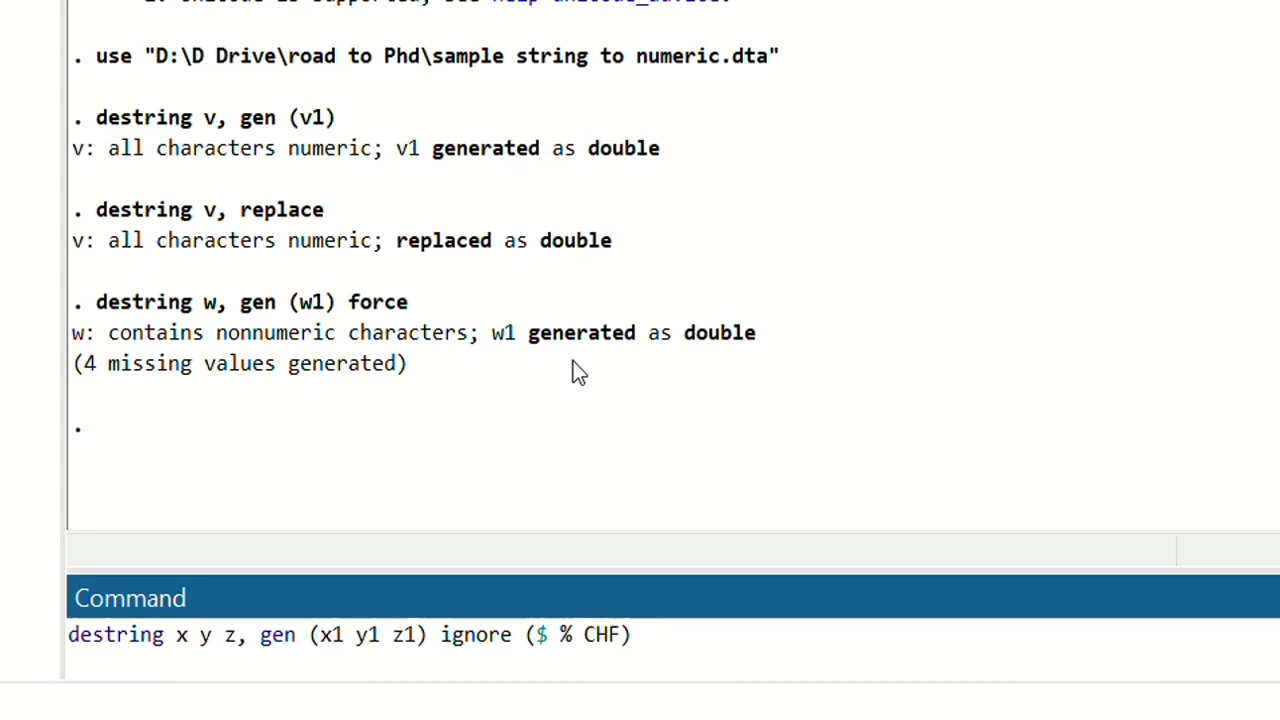 . use "D:\D Drive\road to Phd\sample string to numeric.dta"
. destring v, gen (v1)
v: all characters numeric; v1 generated as double
. destring v, replace
v: all characters numeric; replaced as double
. destring w, gen (w1) force
w: contains nonnumeric characters; w1 generated as double
(4 missing values generated)
.
Command
destring x y z, gen (x1 y1 z1) ignore ($ % CHF)